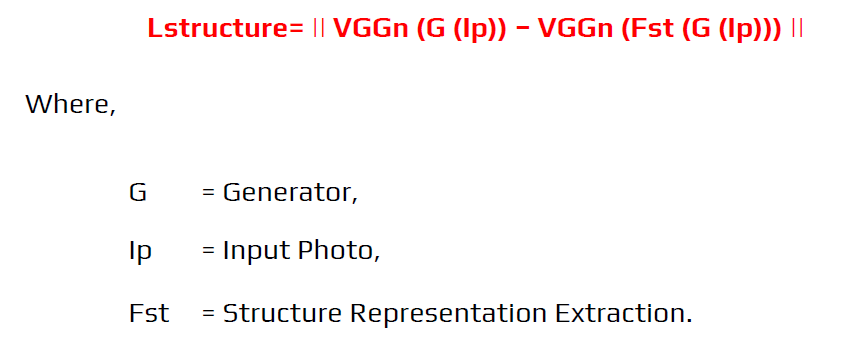 Lstructure= || VGGn (G (Ip)) – VGGn (Fst (G (Ip))) ||
Where,
G = Generator,
Ip = Input Photo,
Fst = Structure Representation Extraction.